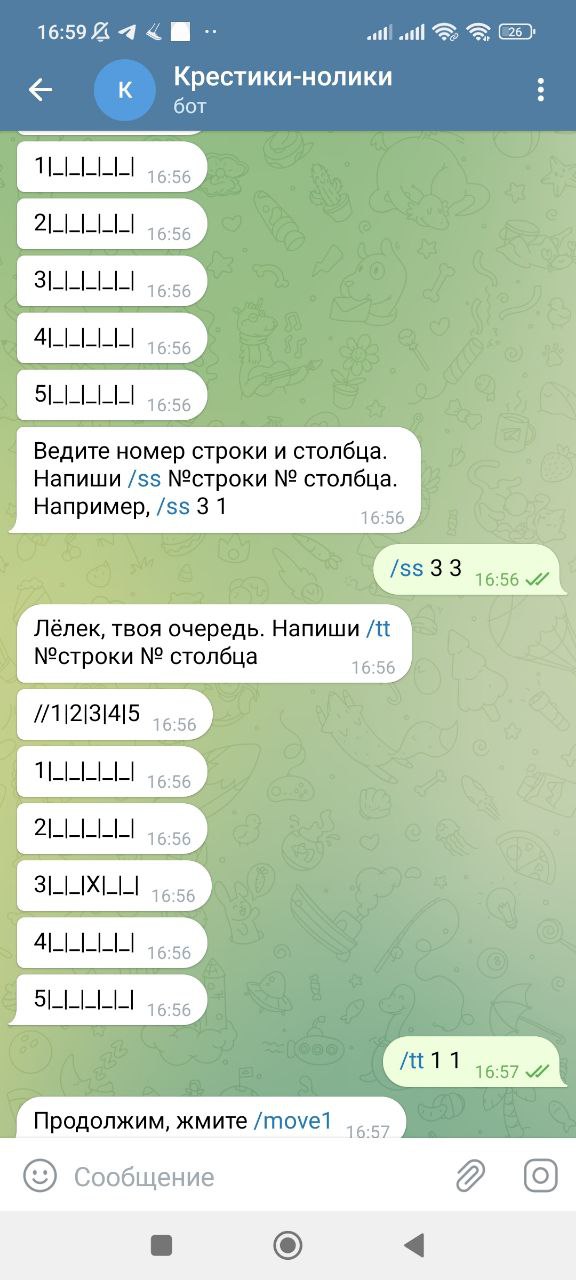 16:59
26
К
Крестики-нолики
бот
1|_|_|_|_|_| 16:56
2|_|_|_|_|_| 16:56
3|_|_|_|_|_| 16:56
4|_|_|_|_|_| 16:56
5|_|_|_|_|_| 16:56
Ведите номер строки и столбца.
Напиши /ss №строки № столбца.
Например, /ss 3 1
16:56
/ss 3 3 16:56
Лёлек, твоя очередь. Напиши /tt
№строки № столбца
16:56
//1|2|3|4|5 16:56
1|_|_|_|_|_| 16:56
2|_|_|_|_|_| 16:56
3|_|_|X|_|_| 16:56
4|_|_|_|_|_| 16:56
5|_|_|_|_|_| 16:56
/tt 1 1 16:57
Продолжим, жмите /move1 16:57
Сообщение